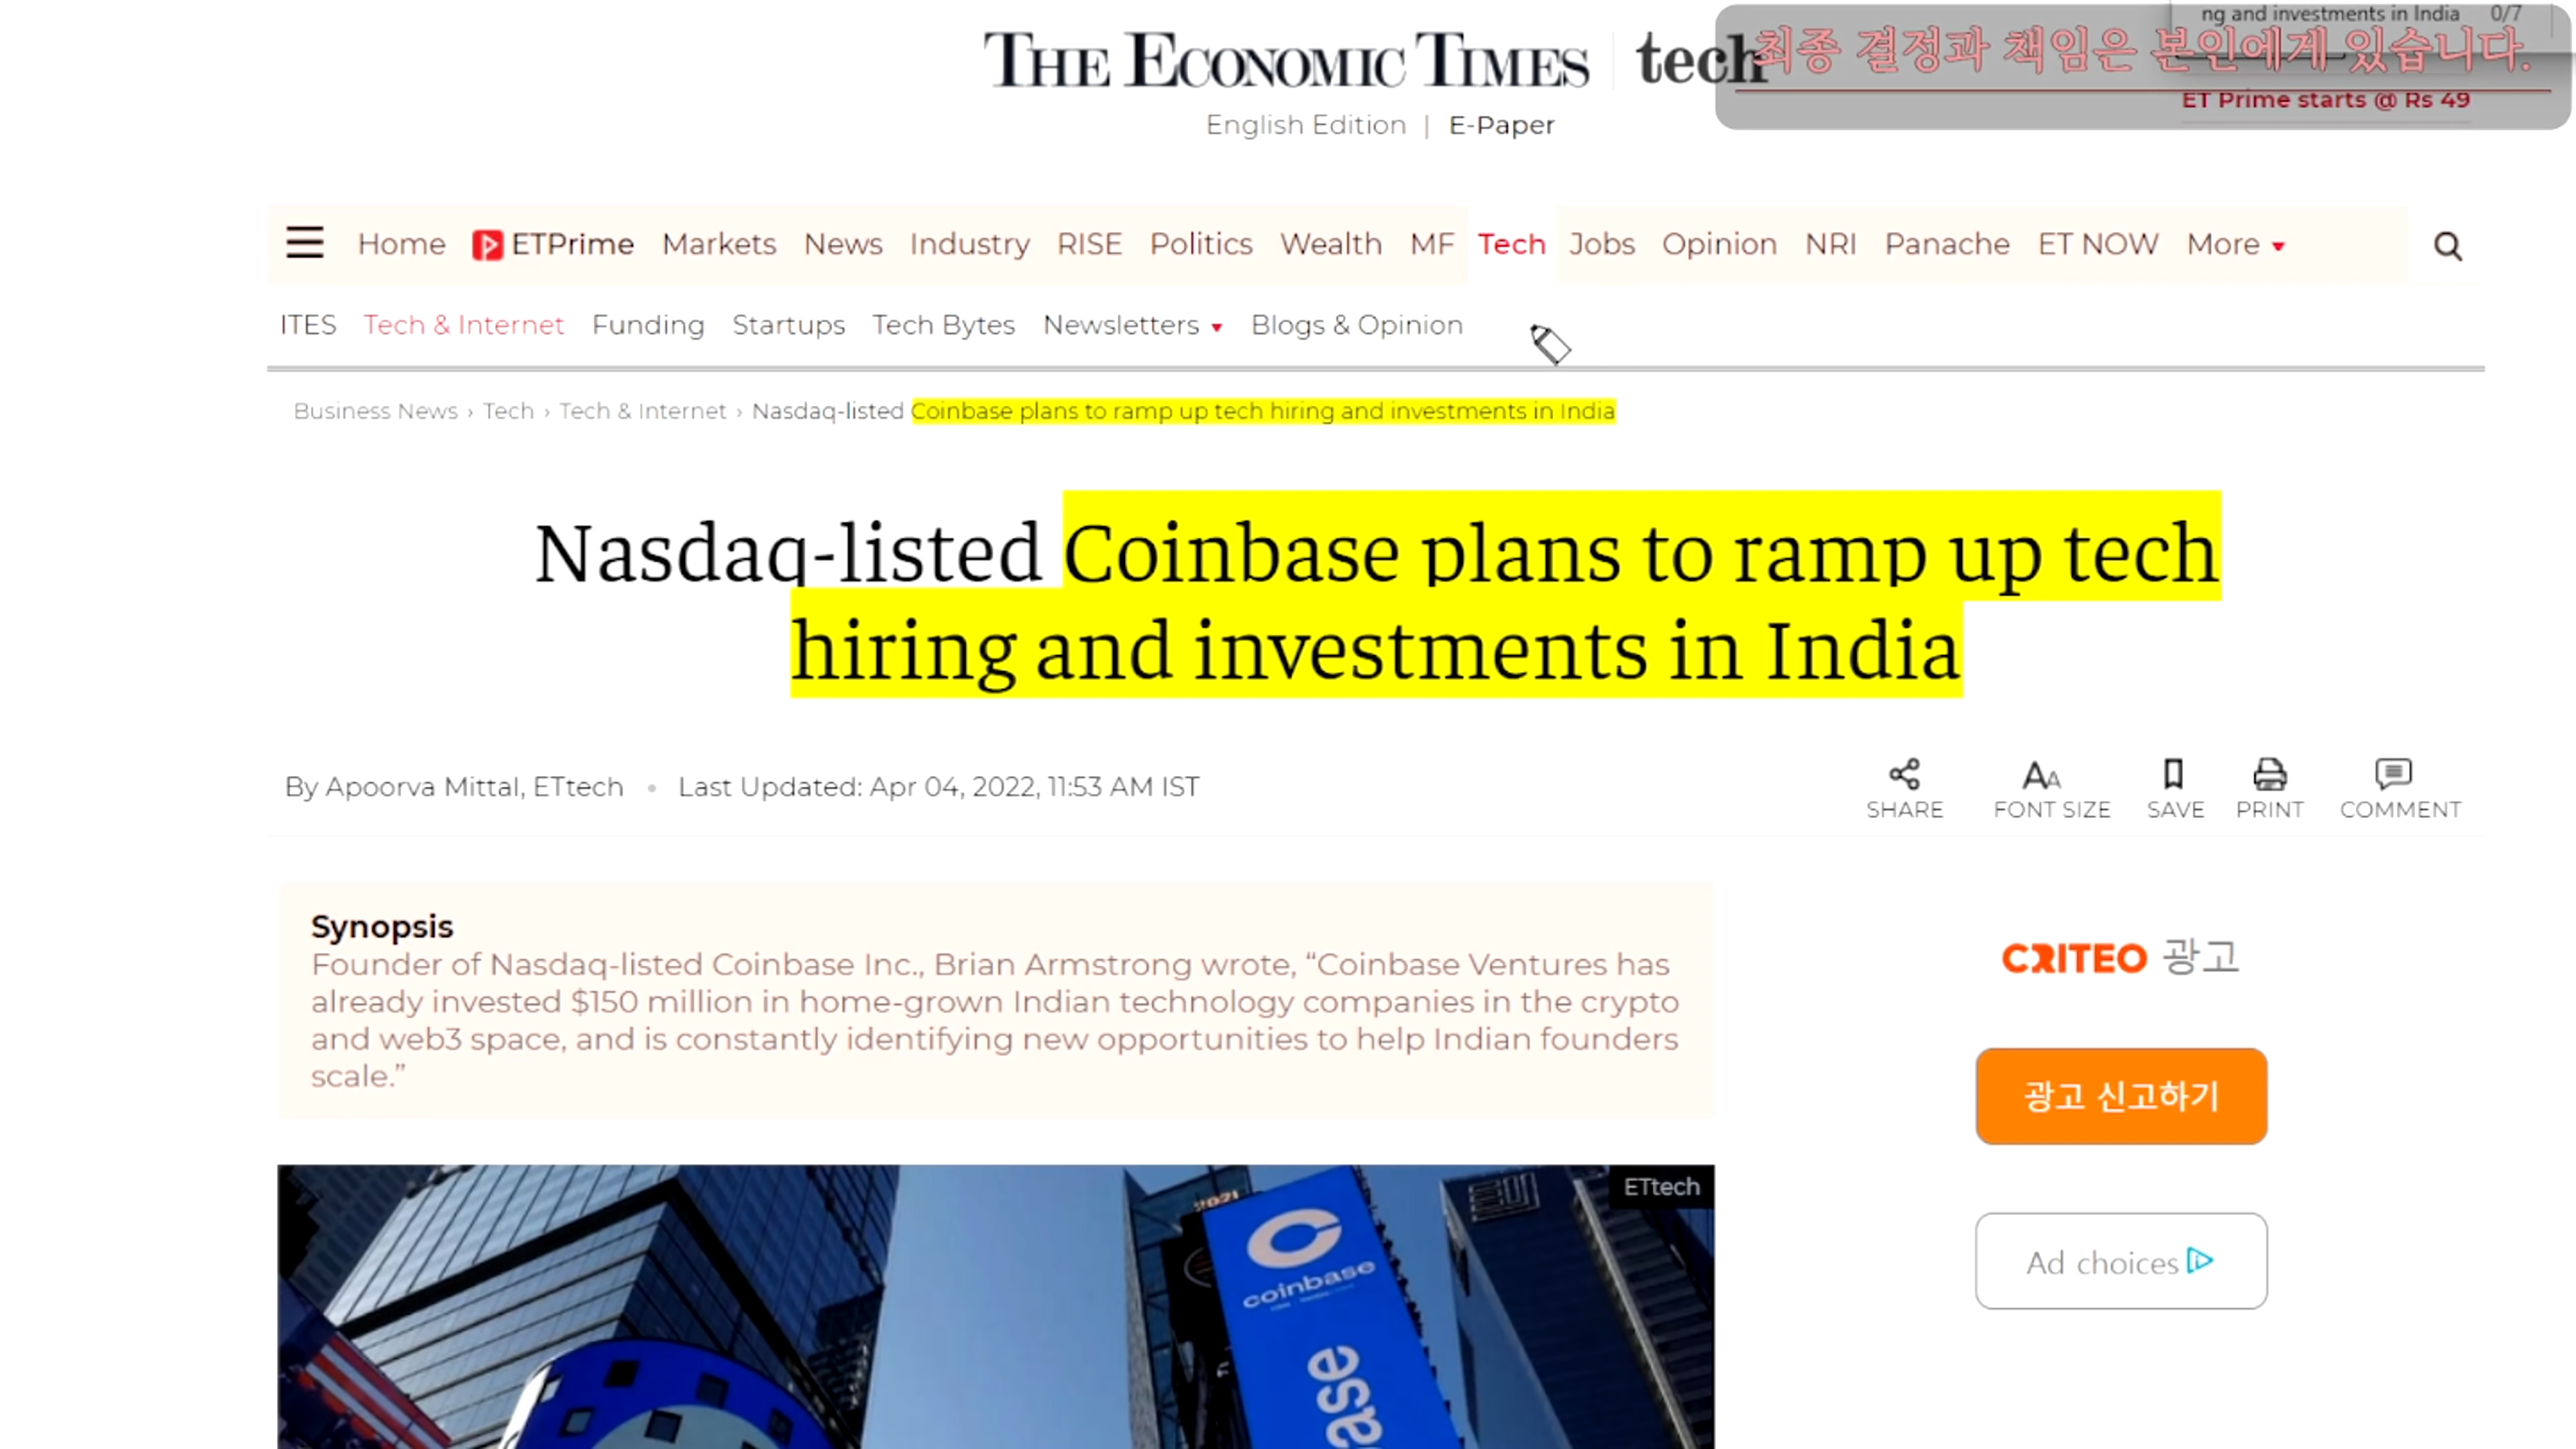 ng and investments in India 0/7
THE ECONOMIC TIMES tech
최종 결정과 책임은 본인에게 있습니다.
ET Prime starts @ Rs 49
English Edition | E-Paper
Home ETPrime Markets News Industry RISE Politics Wealth MF Tech Jobs Opinion NRI Panache ET NOW More
ITES Tech & Internet Funding Startups Tech Bytes Newsletters Blogs & Opinion
Business News › Tech › Tech & Internet › Nasdaq-listed Coinbase plans to ramp up tech hiring and investments in India
Nasdaq-listed Coinbase plans to ramp up tech
hiring and investments in India
By Apoorva Mittal, ETtech • Last Updated: Apr 04, 2022, 11:53 AM IST
SHARE FONT SIZE SAVE PRINT COMMENT
Synopsis
Founder of Nasdaq-listed Coinbase Inc., Brian Armstrong wrote, “Coinbase Ventures has
already invested $150 million in home-grown Indian technology companies in the crypto
and web3 space, and is constantly identifying new opportunities to help Indian founders
scale.”
CRITEO 광고
광고 신고하기
Ad choices
ETtech
2021
coinbase
ase